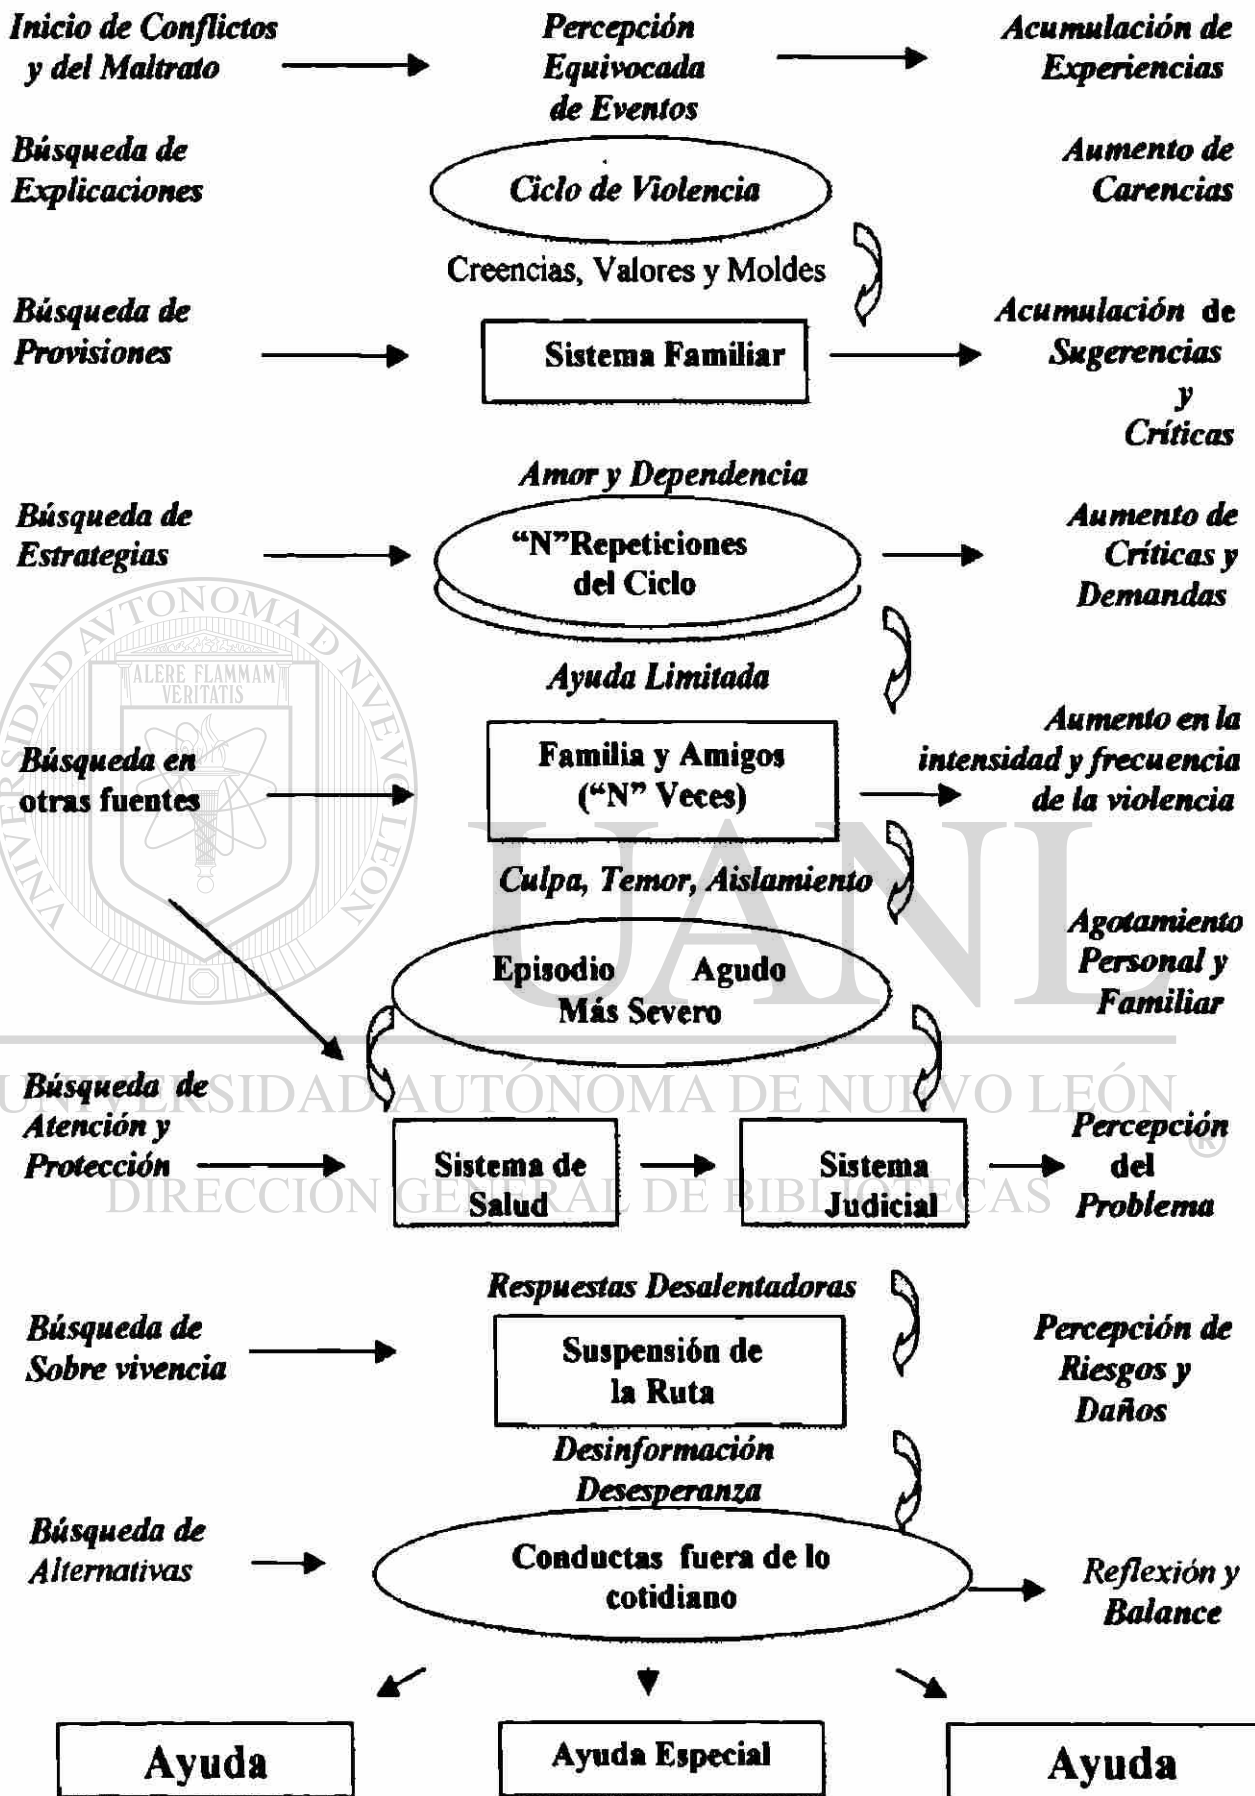 Inicio de Conflictos
y del Maltrato
Percepción
Equivocada
de Eventos
Acumulación de
Experiencias
Búsqueda de
Explicaciones
Ciclo de Violencia
Aumento de
Carencias
Creencias, Valores y Moldes
Búsqueda de
Provisiones
Sistema Familiar
Acumulación de
Sugerencias
y
Críticas
Amor y Dependencia
Búsqueda de
Estrategias
“N”Repeticiones
del Ciclo
Aumento de
Críticas y
Demandas
Ayuda Limitada
Búsqueda en
otras fuentes
Familia y Amigos
(“N” Veces)
Aumento en la
intensidad y frecuencia
de la violencia
Culpa, Temor, Aislamiento
Episodio Agudo
Más Severo
Agotamiento
Personal y
Familiar
Búsqueda de
Atención y
Protección
Sistema de
Salud
Sistema
Judicial
Percepción
del
Problema
Respuestas Desalentadoras
Búsqueda de
Sobre vivencia
Suspensión de
la Ruta
Percepción de
Riesgos y
Daños
Desinformación
Desesperanza
Búsqueda de
Alternativas
Conductas fuera de lo
cotidiano
Reflexión y
Balance
Ayuda
Ayuda Especial
Ayuda
UNIVERSIDAD AUTONOMA D NVEVO LEON
ALERE FLAMMAM
VERITATIS
UANL
UNIVERSIDAD AUTÓNOMA DE NUEVO LEÓN
®
DIRECCIÓN GENERAL DE BIBLIOTECAS